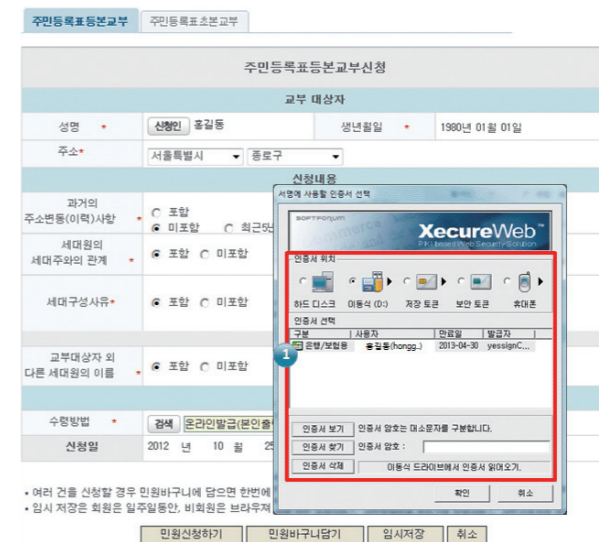 주민등록표등본교부 주민등록표초본교부
주민등록표등본교부신청
교부 대상자
성명 * 신청인 홍길동 생년월일 * 1980년 01월 01일
주소* 서울특별시 종로구
신청내용
과거의
주소변동(이력)사항 * 포함
미포함 최근5년
세대원의
세대주와의 관계 * 포함 미포함
세대구성사유* 포함 미포함
교부대상자 외
다른 세대원의 이름 * 포함 미포함
수령방법 * 검색 온라인발급(본인출
신청일 2012 년 10 월 25
• 여러 건을 신청할 경우 민원바구니에 담으면 한번에
• 임시 저장은 회원은 일주일동안, 비회원은 브라우져
민원신청하기 민원바구니담기 임시저장 취소
서명에 사용할 인증서 선택
SOFTFORUM
XecureWeb™
PKI based Web Security Solution
인증서 위치
하드 디스크 이동식 (D:) 저장 토큰 보안 토큰 휴대폰
인증서 선택
구분 사용자 만료일 발급자
1 은행/보험용 홍길동(hongg..) 2013-04-30 yessignC...
인증서 보기 인증서 암호는 대소문자를 구분합니다.
인증서 찾기 인증서 암호 :
인증서 삭제 이동식 드라이브에서 인증서 읽어오기.
확인 취소